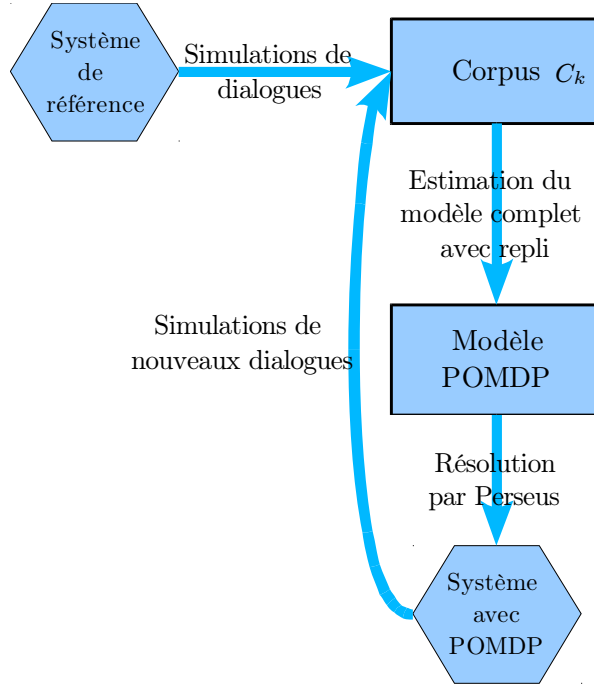 Système
de
référence
Simulations de
dialogues
Corpus C_k
Estimation du
modèle complet
avec repli
Simulations de
nouveaux dialogues
Modèle
POMDP
Résolution
par Perseus
Système
avec
POMDP